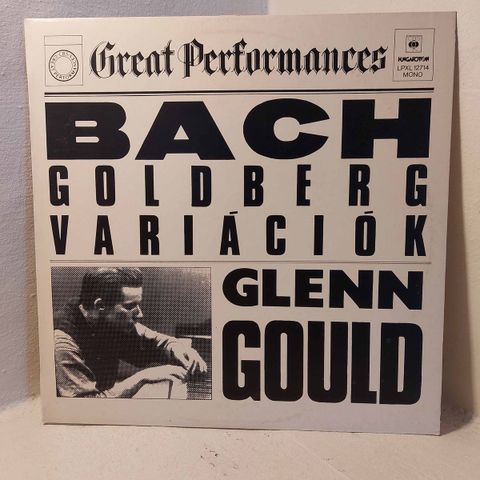 Great Performances
HUNGAROTON
LPXL 12714
MONO
BACH
GOLDBERG
VARIÁCIÓK
GLENN
GOULD